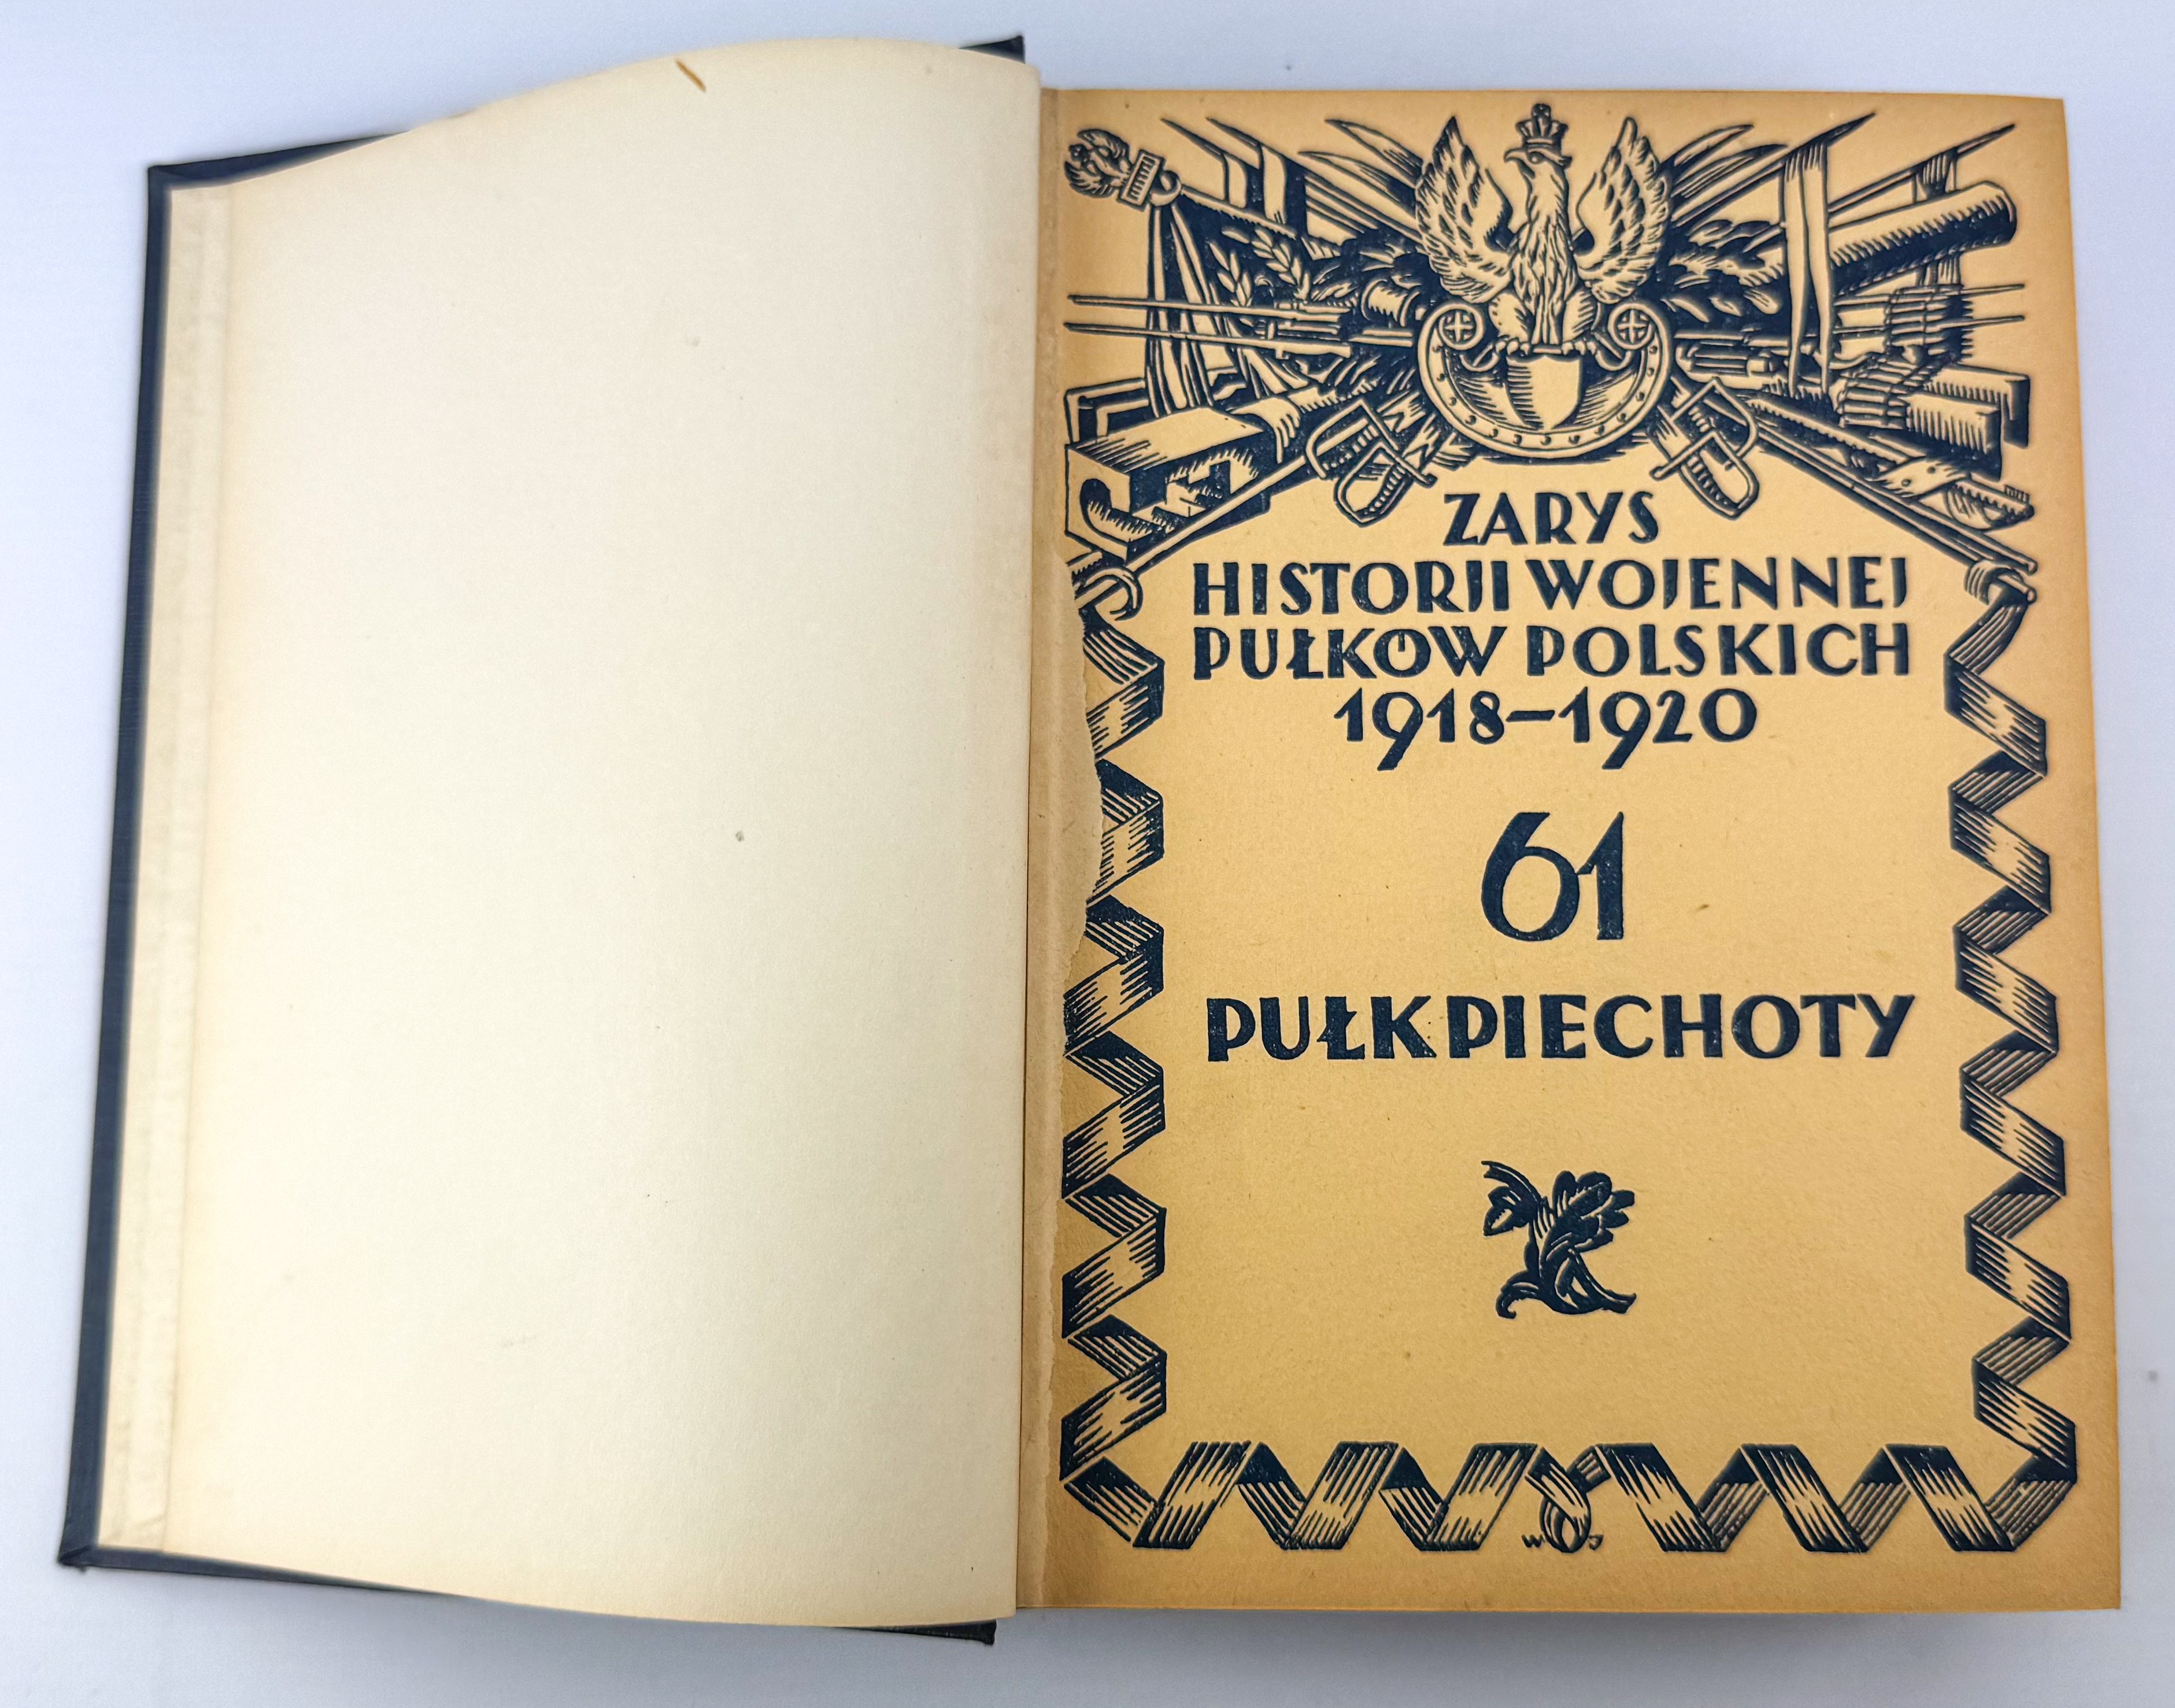 ZARYS
HISTORJI WOJENNEJ
PUŁKÓW POLSKICH
1918–1920
61
PUŁK PIECHOTY